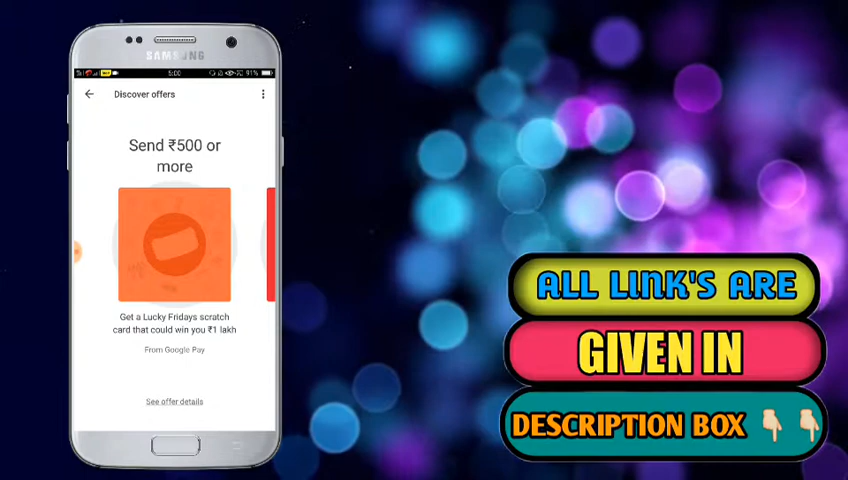 SAMSUNG
5:00
91%
Discover offers
Send ₹500 or
more
Get a Lucky Fridays scratch
card that could win you ₹1 lakh
From Google Pay
See offer details
ALL LINK'S ARE
GIVEN IN
DESCRIPTION BOX 👇🏻 👇🏻